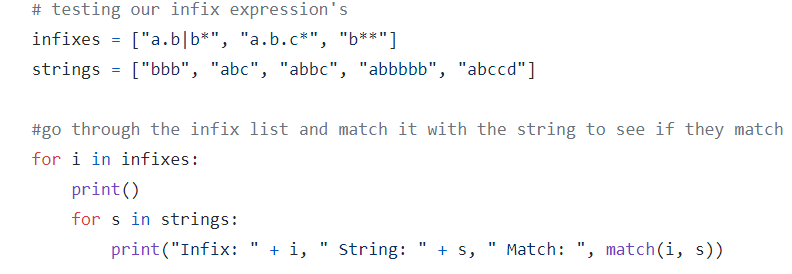 # testing our infix expression's
infixes = ["a.b|b*", "a.b.c*", "b**"]
strings = ["bbb", "abc", "abbc", "abbbbb", "abccd"]
#go through the infix list and match it with the string to see if they match
for i in infixes:
print()
for s in strings:
print("Infix: " + i, " String: " + s, " Match: ", match(i, s))